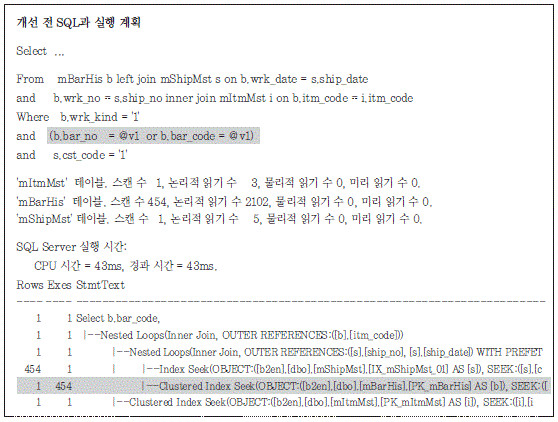 개선 전 SQL과 실행 계획
Select ...
From mBarHis b left join mShipMst s on b.wrk_date = s.ship_date
and b.wrk_no = s.ship_no inner join mItmMst i on b.itm_code = i.itm_code
Where b.wrk_kind = '1'
and (b.bar_no = @v1 or b.bar_code = @v1)
and s.cst_code = '1'
'mItmMst' 테이블. 스캔 수 1, 논리적 읽기 수 3, 물리적 읽기 수 0, 미리 읽기 수 0.
'mBarHis' 테이블. 스캔 수 454, 논리적 읽기 수 2102, 물리적 읽기 수 0, 미리 읽기 수 0.
'mShipMst' 테이블. 스캔 수 1, 논리적 읽기 수 5, 물리적 읽기 수 0, 미리 읽기 수 0.
SQL Server 실행 시간:
CPU 시간 = 43ms, 경과 시간 = 43ms.
Rows Exes StmtText
1 1 Select b.bar_code,
1 1 |--Nested Loops(Inner Join, OUTER REFERENCES:([b].[itm_code]))
1 1 |--Nested Loops(Inner Join, OUTER REFERENCES:([s].[ship_no], [s].[ship_date]) WITH PREFET
454 1 | |--Index Seek(OBJECT:([b2en].[dbo].[mShipMst].[IX_mShipMst_01] AS [s]), SEEK:([s].[c
1 454 |--Clustered Index Seek(OBJECT:([b2en].[dbo].[mBarHis].[PK_mBarHis] AS [b]), SEEK:([
1 1 |--Clustered Index Seek(OBJECT:([b2en].[dbo].[mItmMst].[PK_mItmMst] AS [i]), SEEK:([i].[i